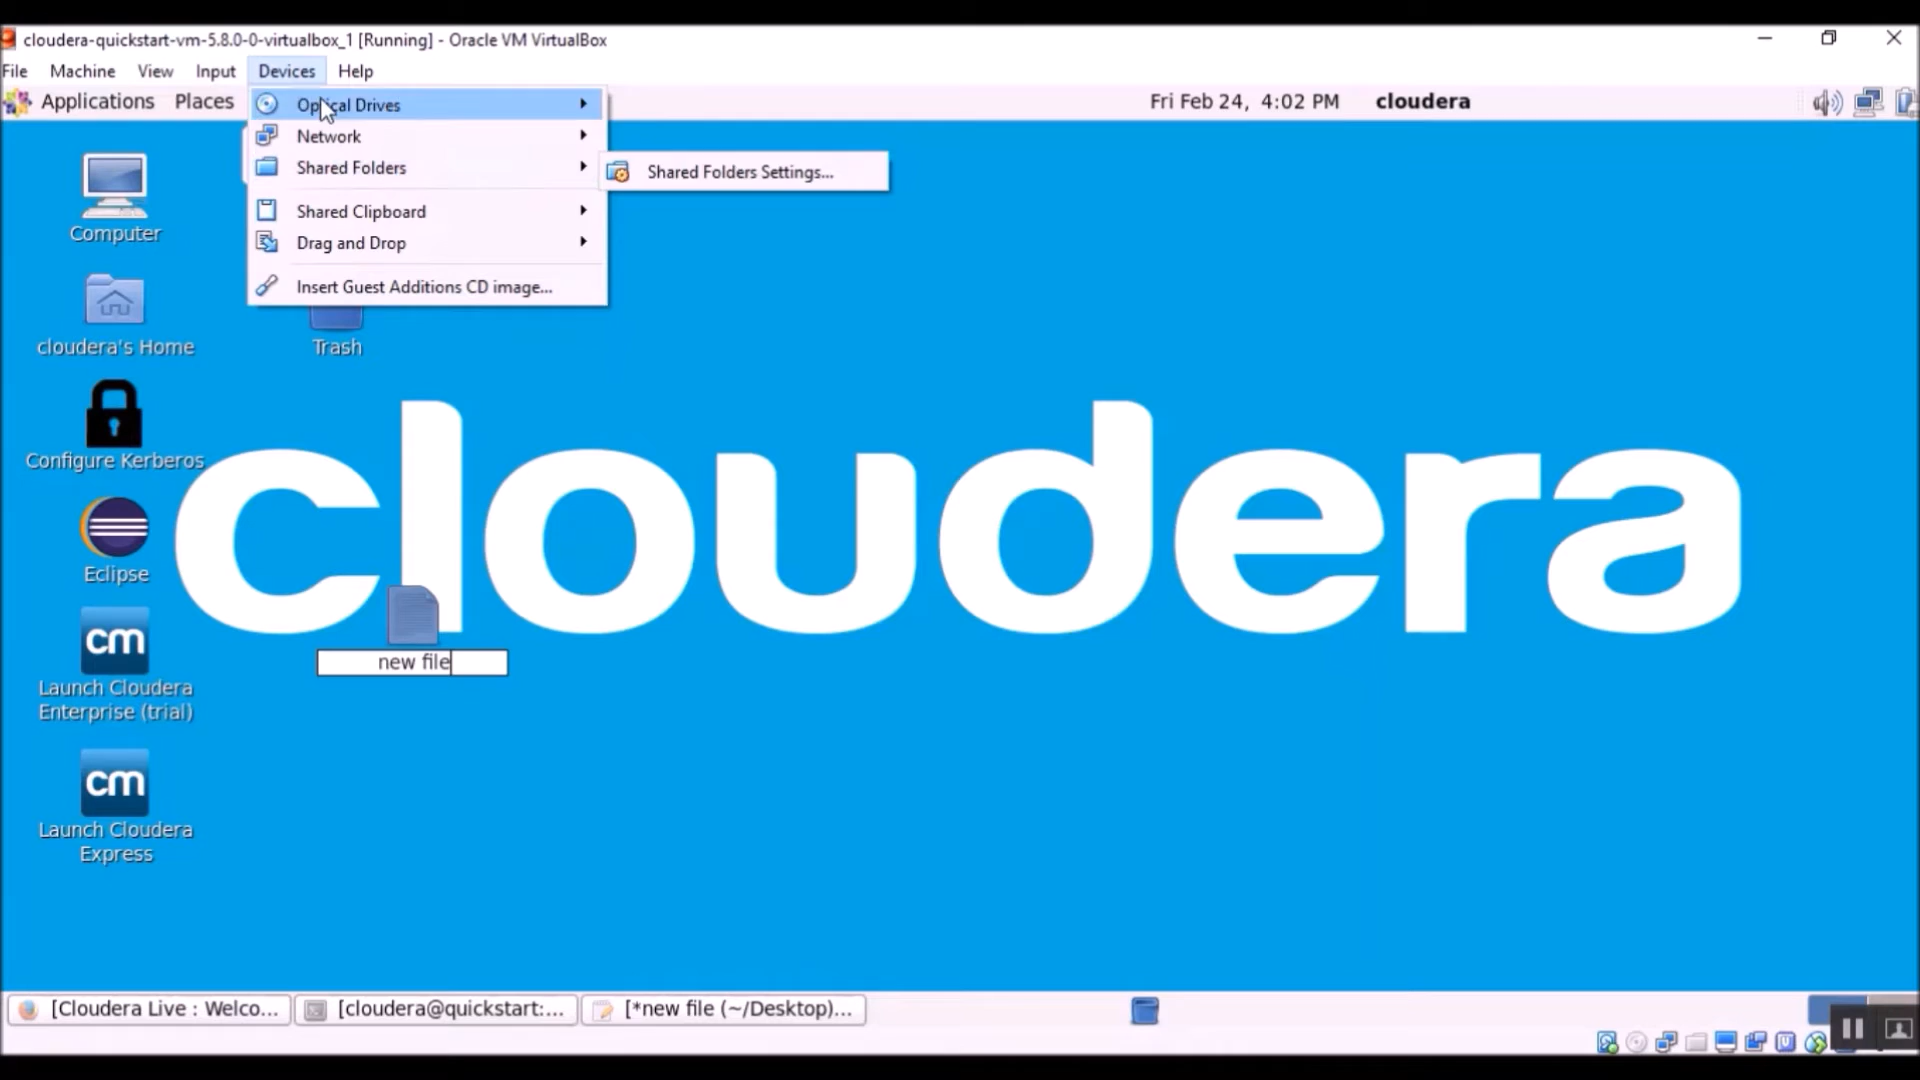 cloudera-quickstart-vm-5.8.0-0-virtualbox_1 [Running] - Oracle VM VirtualBox
File Machine View Input Devices Help
Applications Places Fri Feb 24, 4:02 PM cloudera
Optical Drives
Network
Shared Folders
Shared Folders Settings...
Shared Clipboard
Drag and Drop
Insert Guest Additions CD image...
Computer
cloudera's Home
Trash
Configure Kerberos
cloudera
Eclipse
new file
cm
Launch Cloudera
Enterprise (trial)
cm
Launch Cloudera
Express
[Cloudera Live : Welco... [cloudera@quickstart:... [*new file (~/Desktop)...